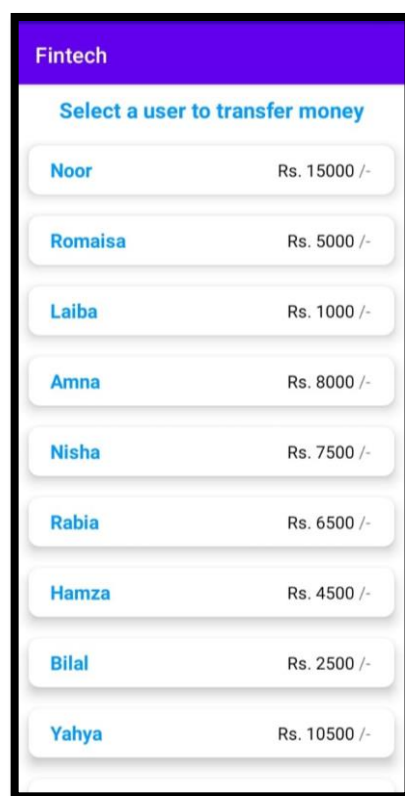 Fintech
Select a user to transfer money
Noor Rs. 15000 /-
Romaisa Rs. 5000 /-
Laiba Rs. 1000 /-
Amna Rs. 8000 /-
Nisha Rs. 7500 /-
Rabia Rs. 6500 /-
Hamza Rs. 4500 /-
Bilal Rs. 2500 /-
Yahya Rs. 10500 /-